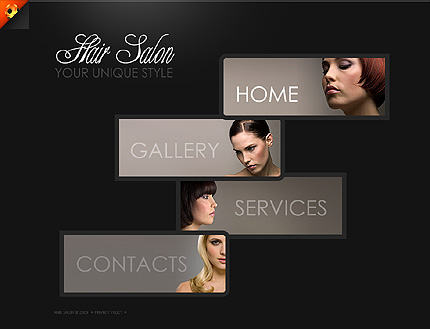 Hair Salon
YOUR UNIQUE STYLE
HOME
GALLERY
SERVICES
CONTACTS